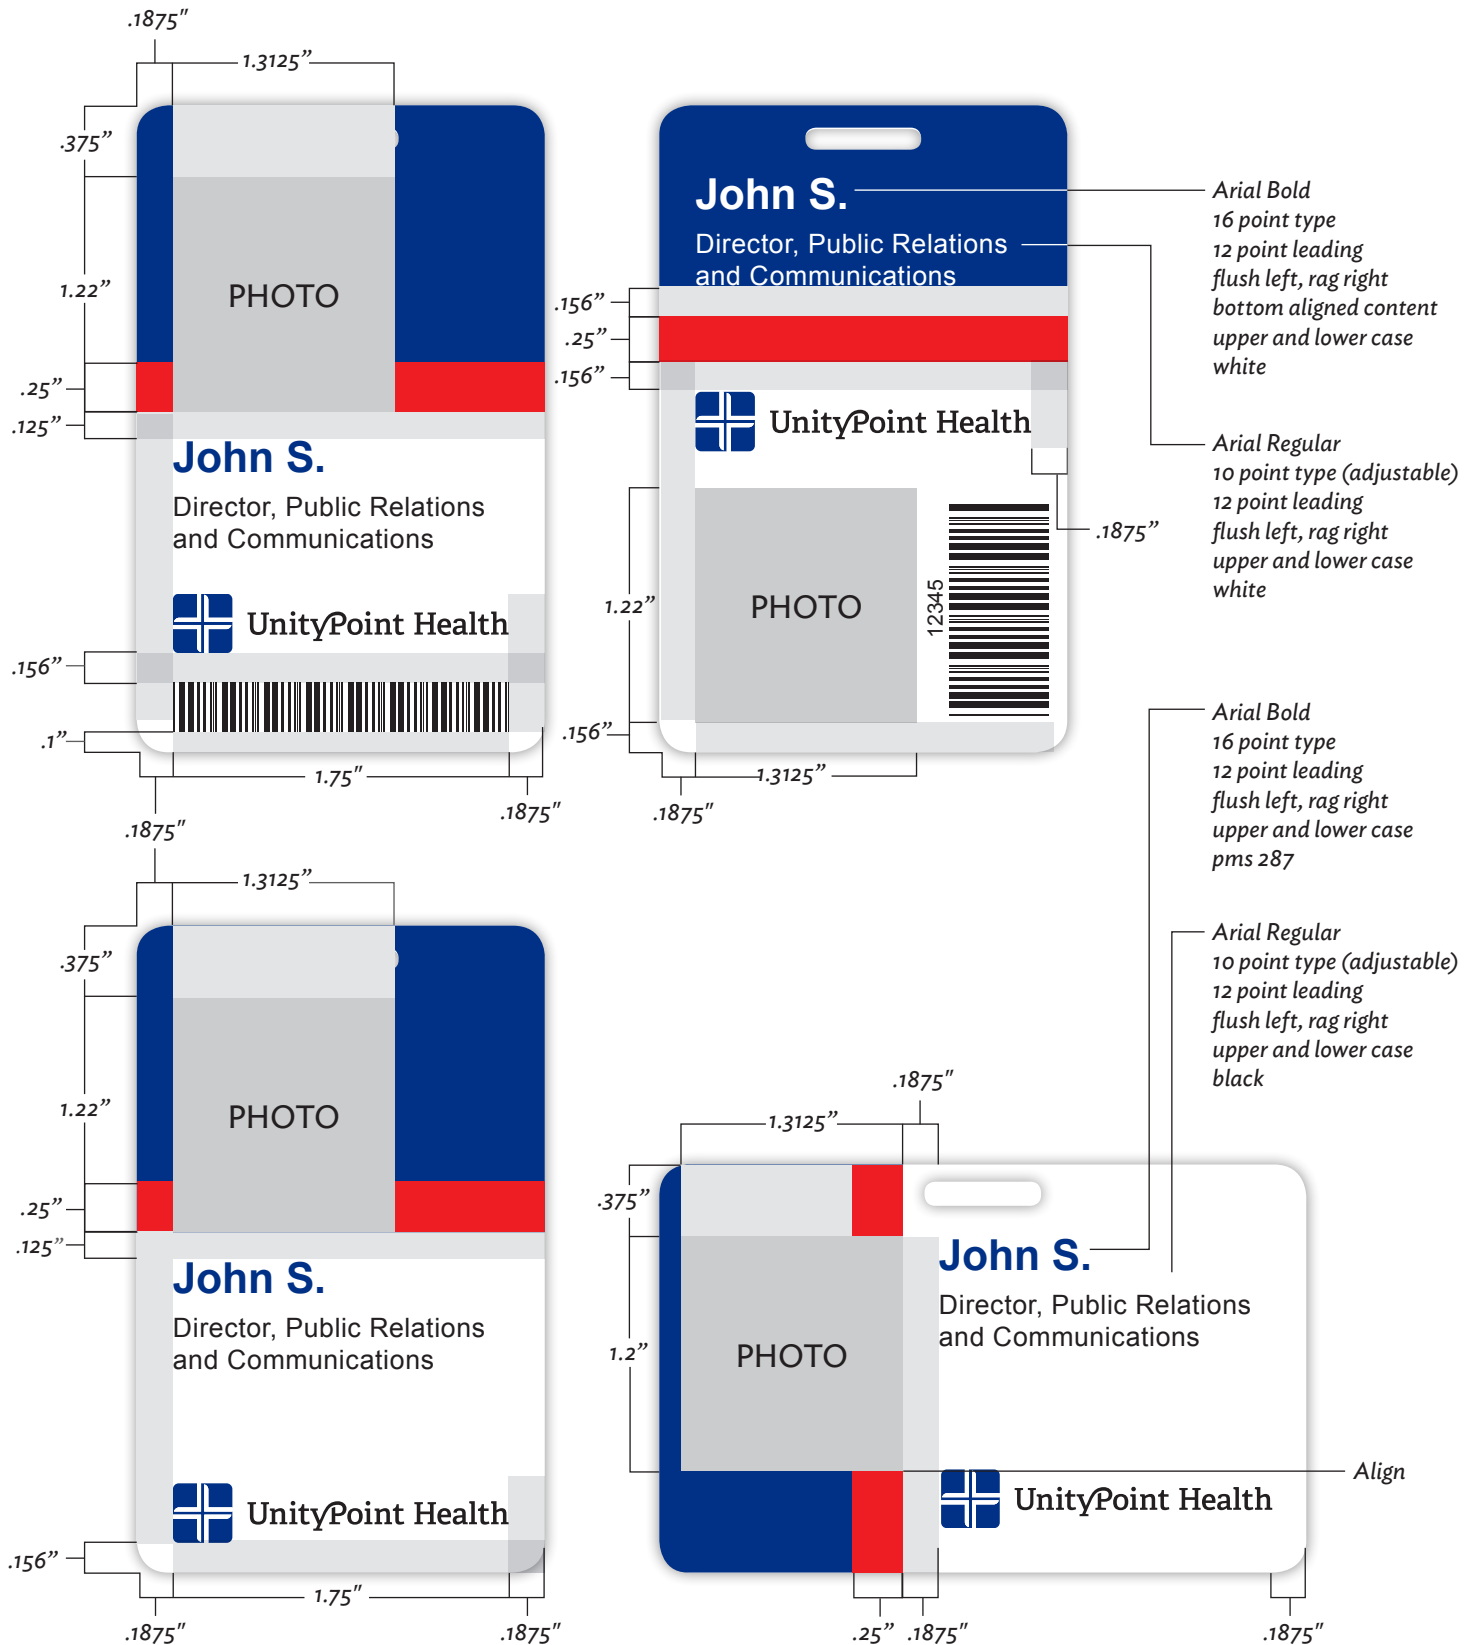 .1875"
1.3125”
.375”
1.22”
PHOTO
.25”
.125”
John S.
Director, Public Relations
and Communications
UnityPoint Health
.156”
.1”
1.75"
.1875"
.1875"
John S.
Director, Public Relations
and Communications
.156”
.25”
.156”
UnityPoint Health
.1875”
1.22”
PHOTO
12345
.156”
1.3125”
.1875"
Arial Bold
16 point type
12 point leading
flush left, rag right
bottom aligned content
upper and lower case
white
Arial Regular
10 point type (adjustable)
12 point leading
flush left, rag right
upper and lower case
white
Arial Bold
16 point type
12 point leading
flush left, rag right
upper and lower case
pms 287
Arial Regular
10 point type (adjustable)
12 point leading
flush left, rag right
upper and lower case
black
1.3125”
.375”
1.22”
PHOTO
.25”
.125”
John S.
Director, Public Relations
and Communications
UnityPoint Health
.156”
1.75"
.1875"
.1875"
.1875"
1.3125”
.375”
1.2”
PHOTO
John S.
Director, Public Relations
and Communications
Align
UnityPoint Health
.25”
.1875"
.1875"